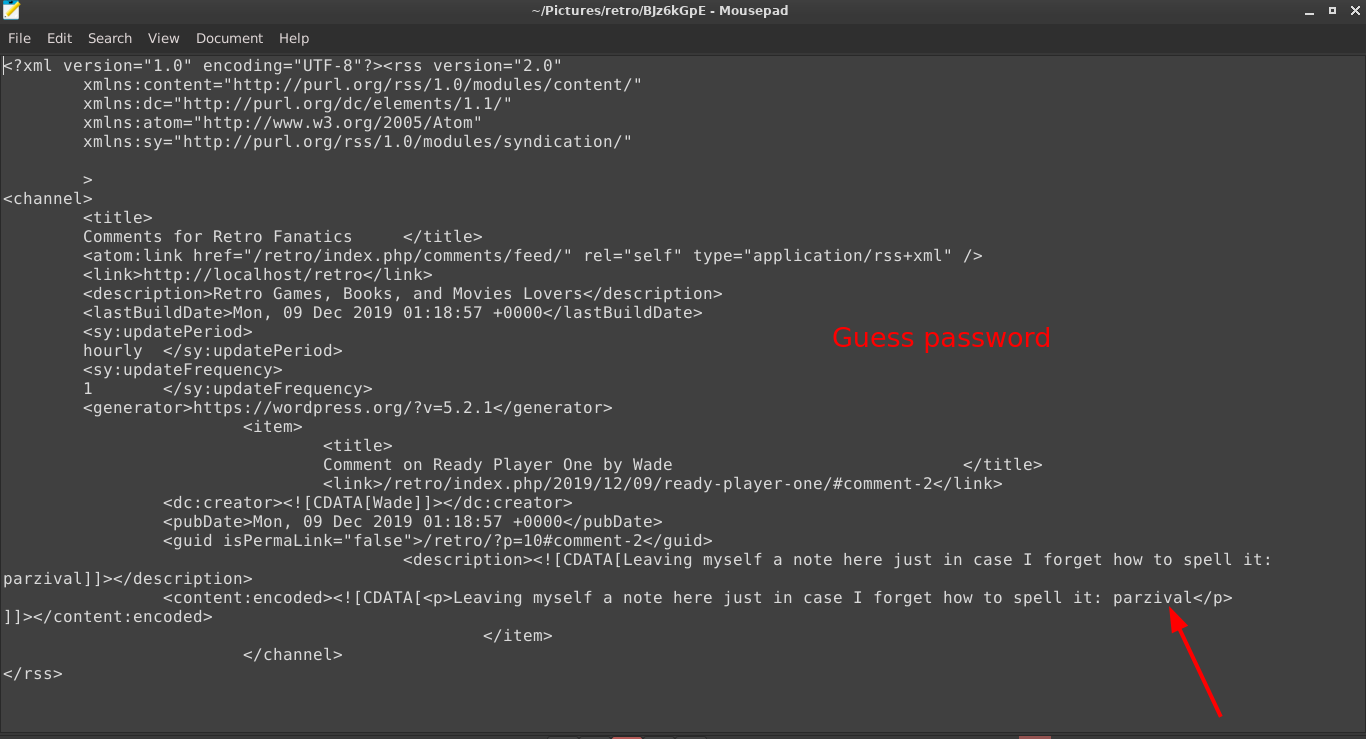 ~/Pictures/retro/BJz6kGpE - Mousepad
File Edit Search View Document Help
<?xml version="1.0" encoding="UTF-8"?><rss version="2.0"
xmlns:content="http://purl.org/rss/1.0/modules/content/"
xmlns:dc="http://purl.org/dc/elements/1.1/"
xmlns:atom="http://www.w3.org/2005/Atom"
xmlns:sy="http://purl.org/rss/1.0/modules/syndication/"
>
<channel>
<title>
Comments for Retro Fanatics </title>
<atom:link href="/retro/index.php/comments/feed/" rel="self" type="application/rss+xml" />
<link>http://localhost/retro</link>
<description>Retro Games, Books, and Movies Lovers</description>
<lastBuildDate>Mon, 09 Dec 2019 01:18:57 +0000</lastBuildDate>
<sy:updatePeriod>
Guess password
hourly </sy:updatePeriod>
<sy:updateFrequency>
1 </sy:updateFrequency>
<generator>https://wordpress.org/?v=5.2.1</generator>
<item>
<title>
Comment on Ready Player One by Wade </title>
<link>/retro/index.php/2019/12/09/ready-player-one/#comment-2</link>
<dc:creator><![CDATA[Wade]]></dc:creator>
<pubDate>Mon, 09 Dec 2019 01:18:57 +0000</pubDate>
<guid isPermaLink="false">/retro/?p=10#comment-2</guid>
<description><![CDATA[Leaving myself a note here just in case I forget how to spell it:
parzival]]></description>
<content:encoded><![CDATA[<p>Leaving myself a note here just in case I forget how to spell it: parzival</p>
]]></content:encoded>
</item>
</channel>
</rss>